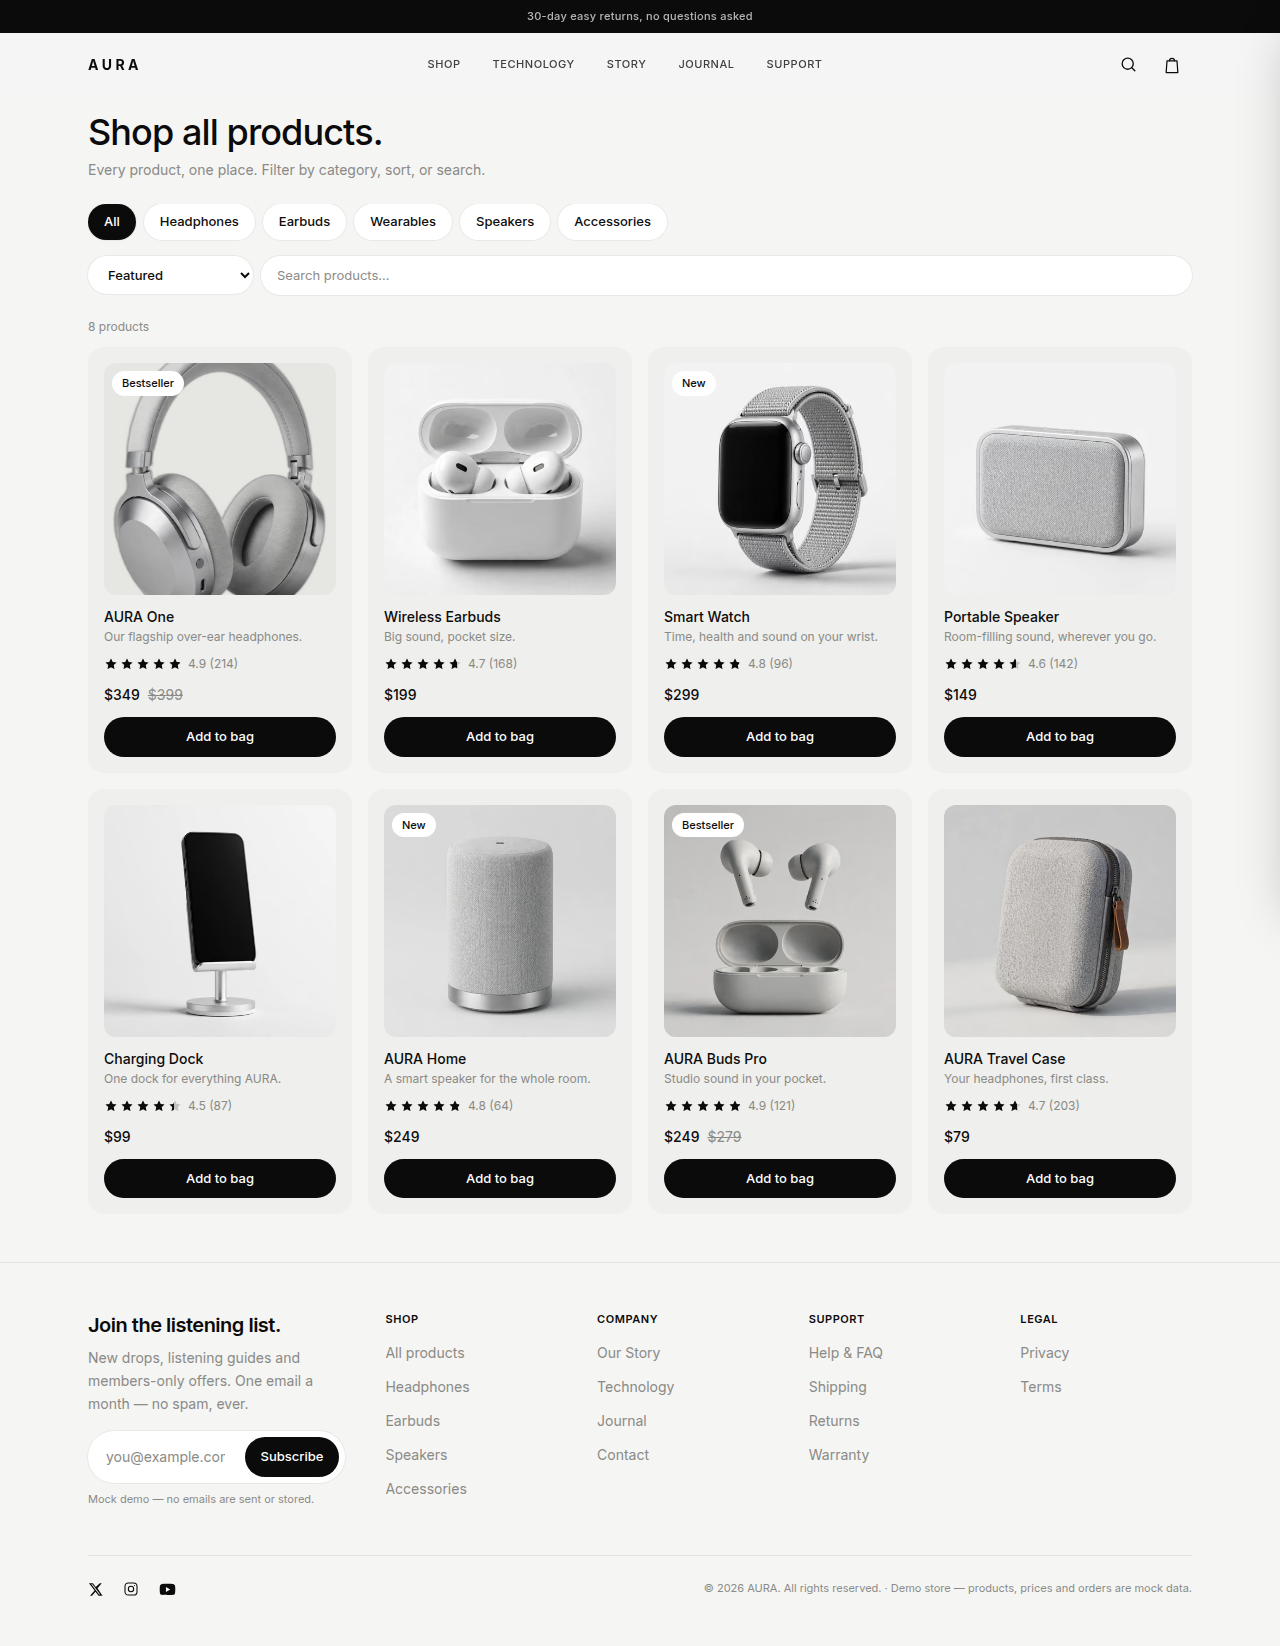 30-day easy returns, no questions asked
AURA
SHOP TECHNOLOGY STORY JOURNAL SUPPORT
Shop all products.
Every product, one place. Filter by category, sort, or search.
All Headphones Earbuds Wearables Speakers Accessories
Featured Search products...
8 products
Bestseller
AURA One
Our flagship over-ear headphones.
4.9 (214)
$349 $399
Add to bag
Wireless Earbuds
Big sound, pocket size.
4.7 (168)
$199
Add to bag
New
Smart Watch
Time, health and sound on your wrist.
4.8 (96)
$299
Add to bag
Portable Speaker
Room-filling sound, wherever you go.
4.6 (142)
$149
Add to bag
Charging Dock
One dock for everything AURA.
4.5 (87)
$99
Add to bag
New
AURA Home
A smart speaker for the whole room.
4.8 (64)
$249
Add to bag
Bestseller
AURA Buds Pro
Studio sound in your pocket.
4.9 (121)
$249 $279
Add to bag
AURA Travel Case
Your headphones, first class.
4.7 (203)
$79
Add to bag
Join the listening list.
New drops, listening guides and
members-only offers. One email a
month — no spam, ever.
you@example.cor Subscribe
Mock demo — no emails are sent or stored.
SHOP
All products
Headphones
Earbuds
Speakers
Accessories
COMPANY
Our Story
Technology
Journal
Contact
SUPPORT
Help & FAQ
Shipping
Returns
Warranty
LEGAL
Privacy
Terms
© 2026 AURA. All rights reserved. · Demo store — products, prices and orders are mock data.